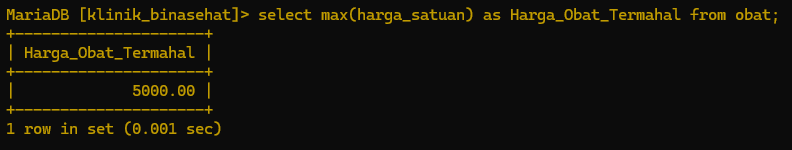 MariaDB [klinik_binasehat]> select max(harga_satuan) as Harga_Obat_Termahal from obat;
+---------------------+
| Harga_Obat_Termahal |
+---------------------+
|             5000.00 |
+---------------------+
1 row in set (0.001 sec)